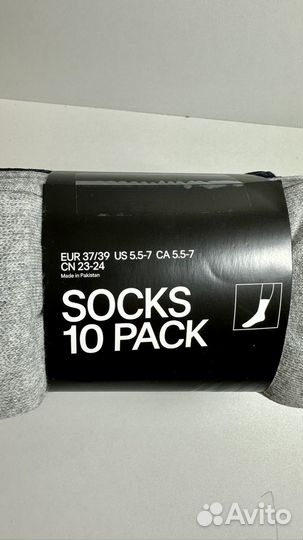 EUR 37/39 US 5.5-7 CA 5.5-7
CN 23-24
Made in Pakistan
SOCKS
10 PACK
Avito